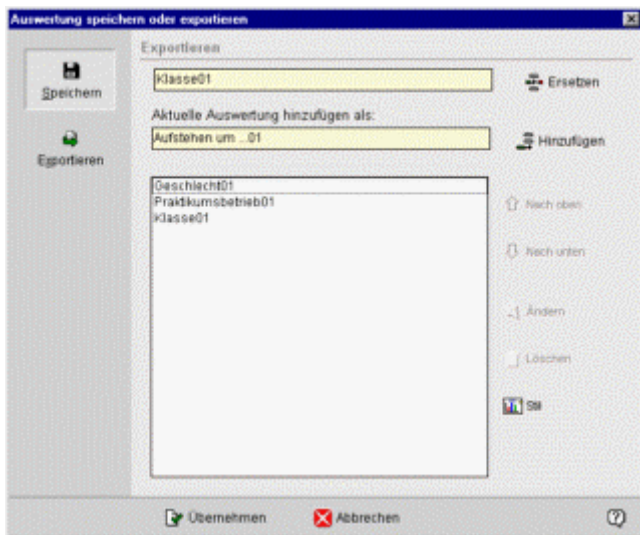 Auswertung speichern oder exportieren
Speichern
Exportieren
Exportieren
Klasse01
Ersetzen
Aktuelle Auswertung hinzufügen als:
Aufstehen um ...01
Hinzufügen
Geschlecht01
Praktikumsbetrieb01
Klasse01
Nach oben
Nach unten
Ändern
Löschen
Stil
Übernehmen
Abbrechen